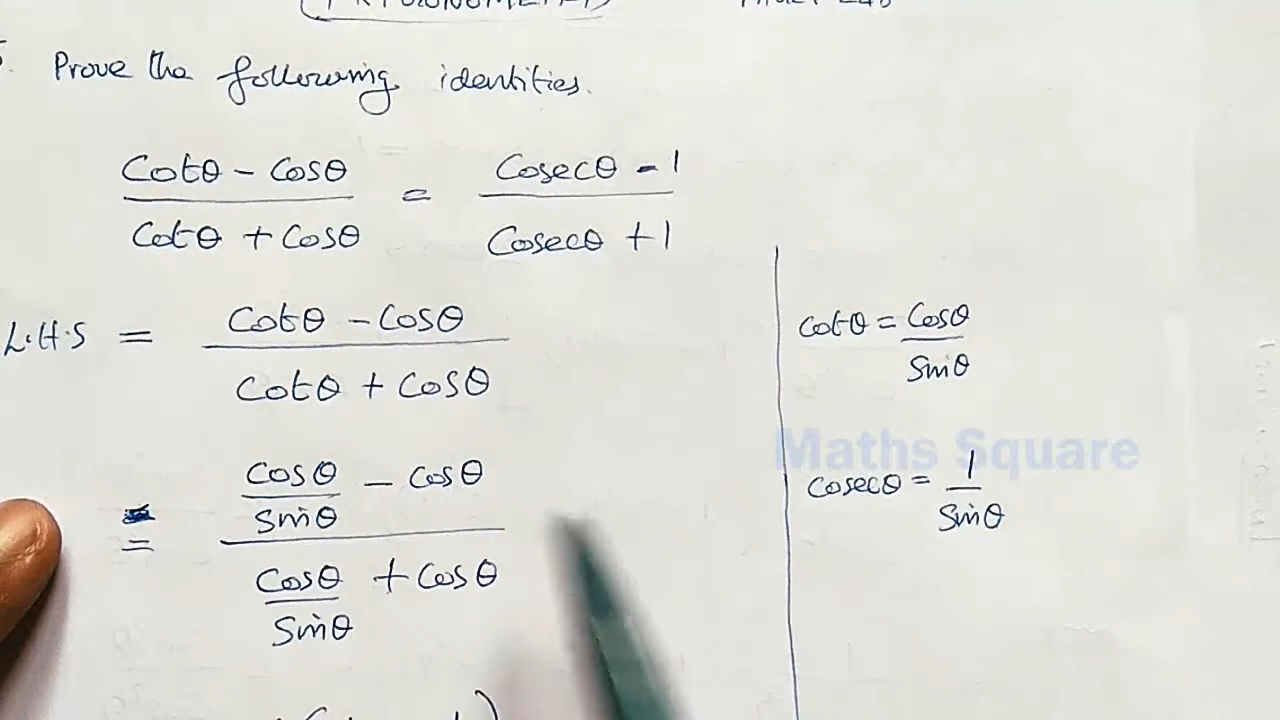 5. Prove the following identities.
Cotθ - Cosθ / Cotθ + Cosθ = Cosecθ - 1 / Cosecθ + 1
L.H.S = Cotθ - Cosθ / Cotθ + Cosθ
cotθ = Cosθ / Sinθ
Maths Square
= Cosθ/Sinθ - Cosθ / Cosθ/Sinθ + Cosθ
Cosecθ = 1 / Sinθ